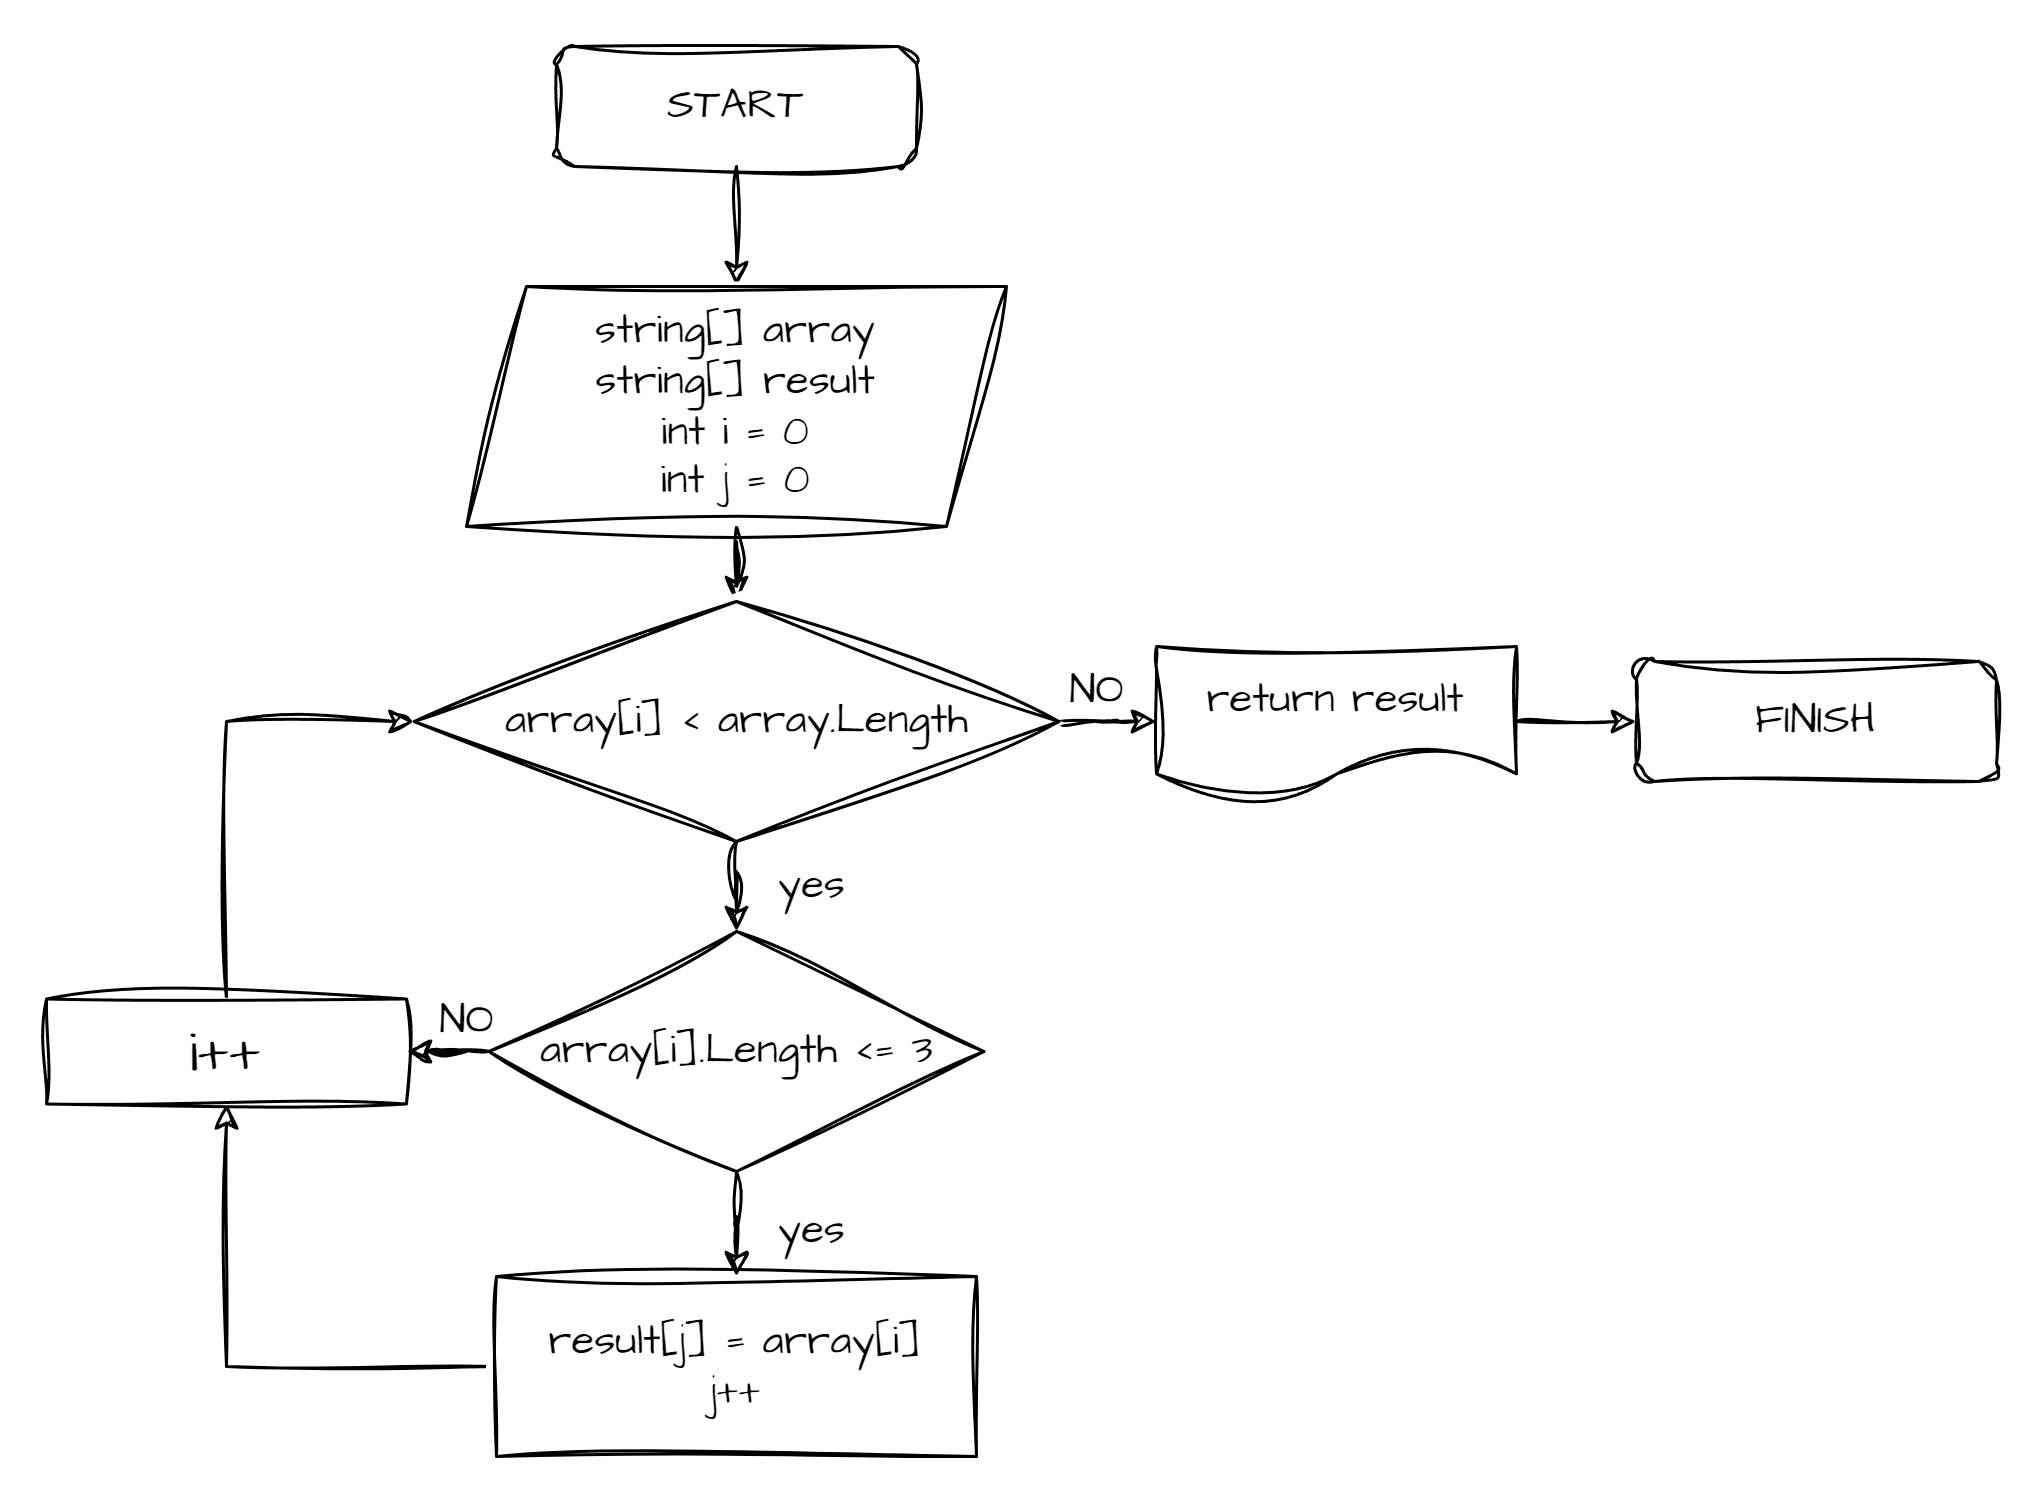 START
string[] array
string[] result
int i = 0
int j = 0
array[i] < array.Length
NO
return result
FINISH
yes
array[i].Length <= 3
NO
i++
yes
result[j] = array[i]
j++